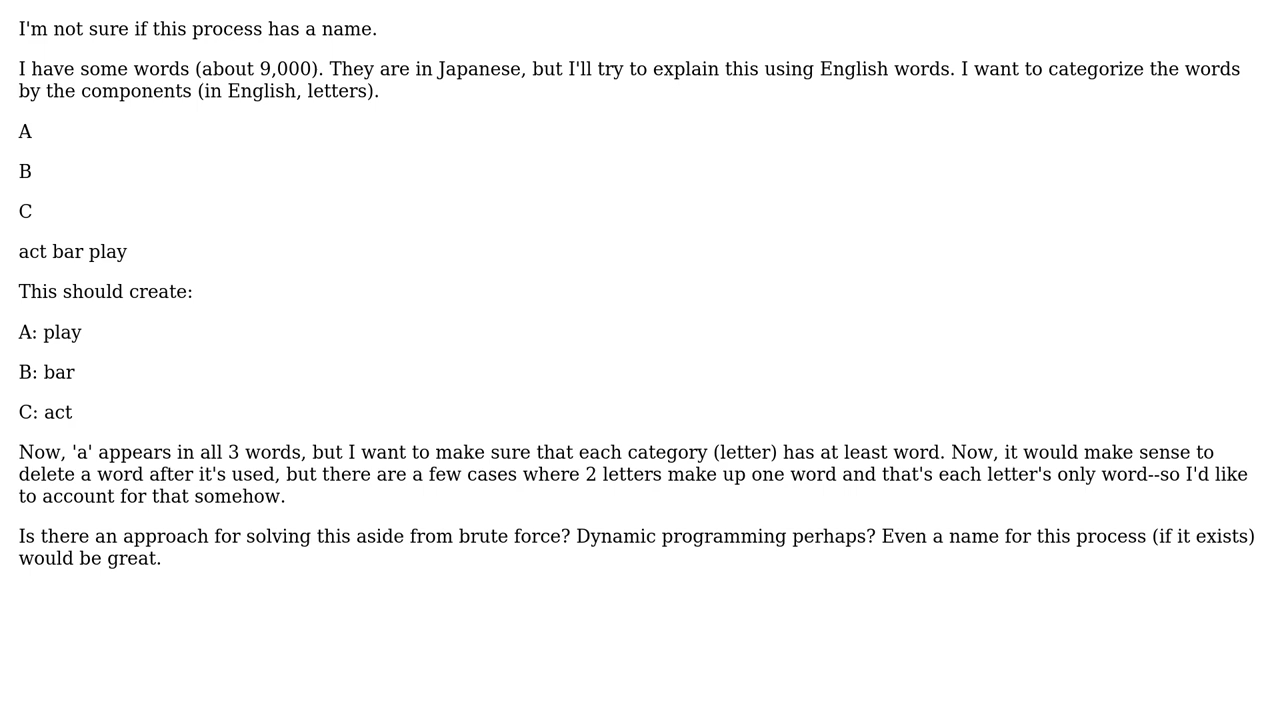 I'm not sure if this process has a name.
I have some words (about 9,000). They are in Japanese, but I'll try to explain this using English words. I want to categorize the words
by the components (in English, letters).
A
B
C
act bar play
This should create:
A: play
B: bar
C: act
Now, 'a' appears in all 3 words, but I want to make sure that each category (letter) has at least word. Now, it would make sense to
delete a word after it's used, but there are a few cases where 2 letters make up one word and that's each letter's only word--so I'd like
to account for that somehow.
Is there an approach for solving this aside from brute force? Dynamic programming perhaps? Even a name for this process (if it exists)
would be great.